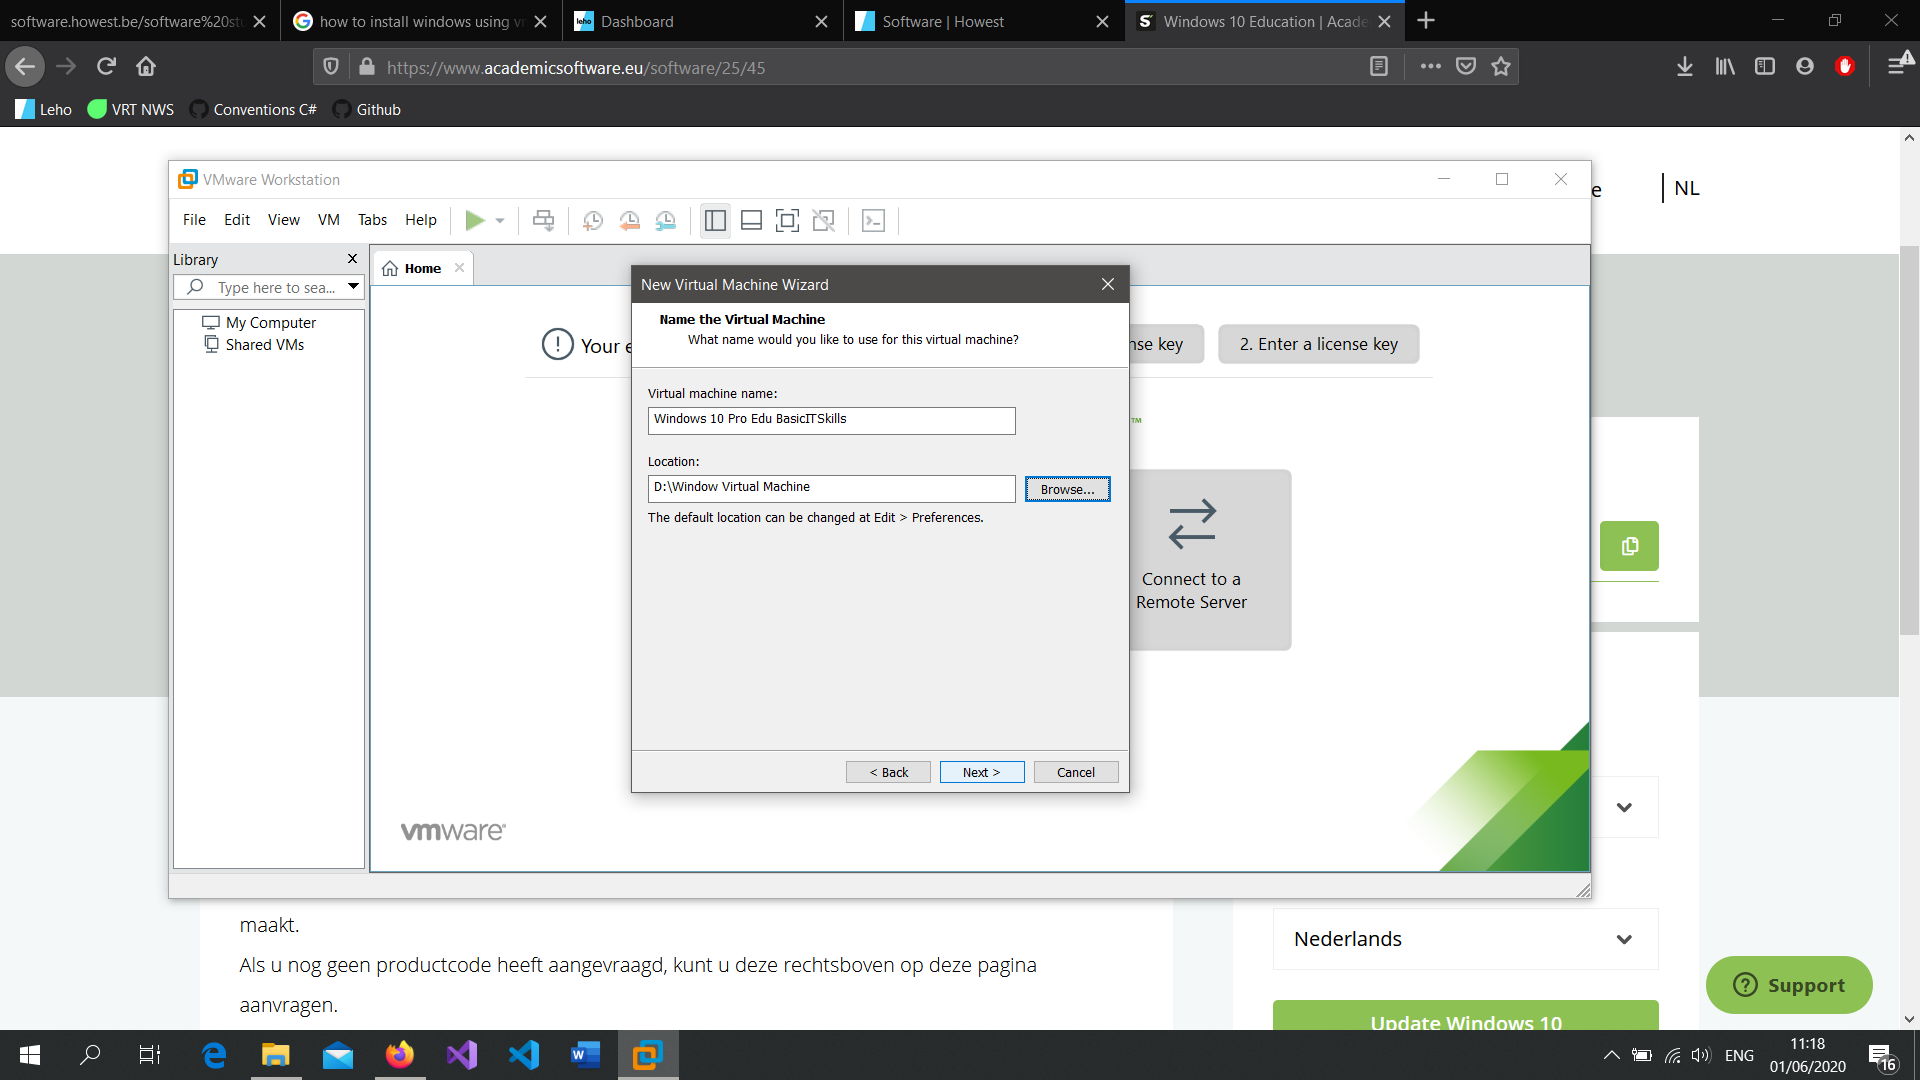 software.howest.be/software%20stu
how to install windows using vm
Dashboard
Software | Howest
Windows 10 Education | Acade
https://www.academicsoftware.eu/software/25/45
Leho
VRT NWS
Conventions C#
Github
NL
VMware Workstation
File Edit View VM Tabs Help
Library
Type here to sea...
My Computer
Shared VMs
Home
Your e
nse key
2. Enter a license key
New Virtual Machine Wizard
Name the Virtual Machine
What name would you like to use for this virtual machine?
Virtual machine name:
Windows 10 Pro Edu BasicITSkills
Location:
D:\Window Virtual Machine
Browse...
The default location can be changed at Edit > Preferences.
™
Connect to a
Remote Server
< Back
Next >
Cancel
vmware
maakt.
Als u nog geen productcode heeft aangevraagd, kunt u deze rechtsboven op deze pagina
aanvragen.
Nederlands
Update Windows 10
Support
ENG
11:18
01/06/2020
16